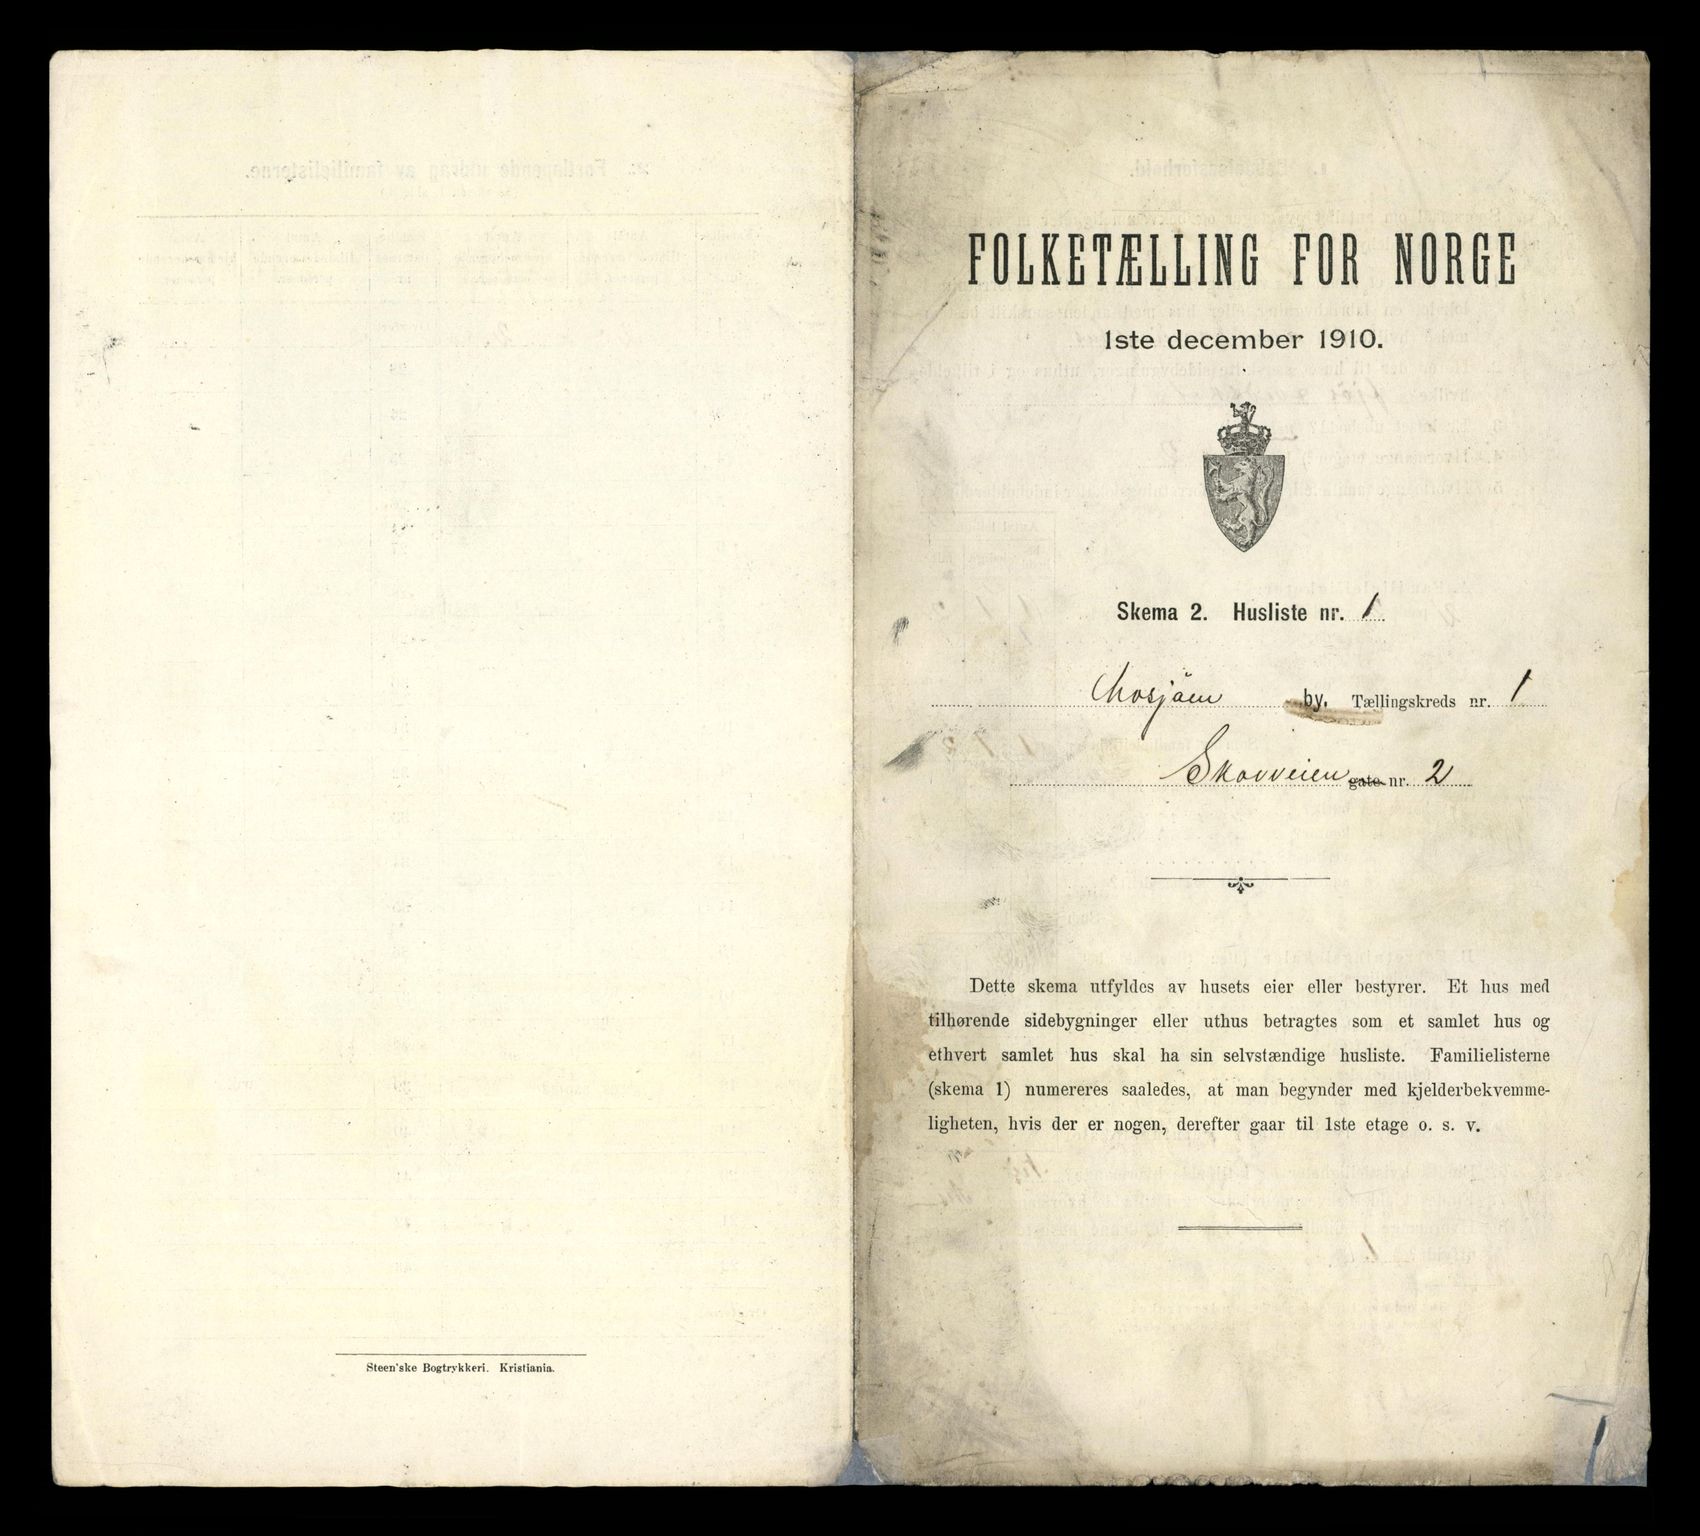 Steen'ske Bogtrykkeri. Kristiania.
FOLKETÆLLING FOR NORGE
1ste december 1910.
Skema 2. Husliste nr. 1
Mosjöen by. Tællingskreds nr. 1
Skovveien gate nr. 2
Dette skema utfyldes av husets eier eller bestyrer. Et hus med
tilhørende sidebygninger eller uthus betragtes som et samlet hus og
ethvert samlet hus skal ha sin selvstændige husliste. Familielisterne
(skema 1) numereres saaledes, at man begynder med kjelderbekvemme-
ligheten, hvis der er nogen, derefter gaar til 1ste etage o. s. v.